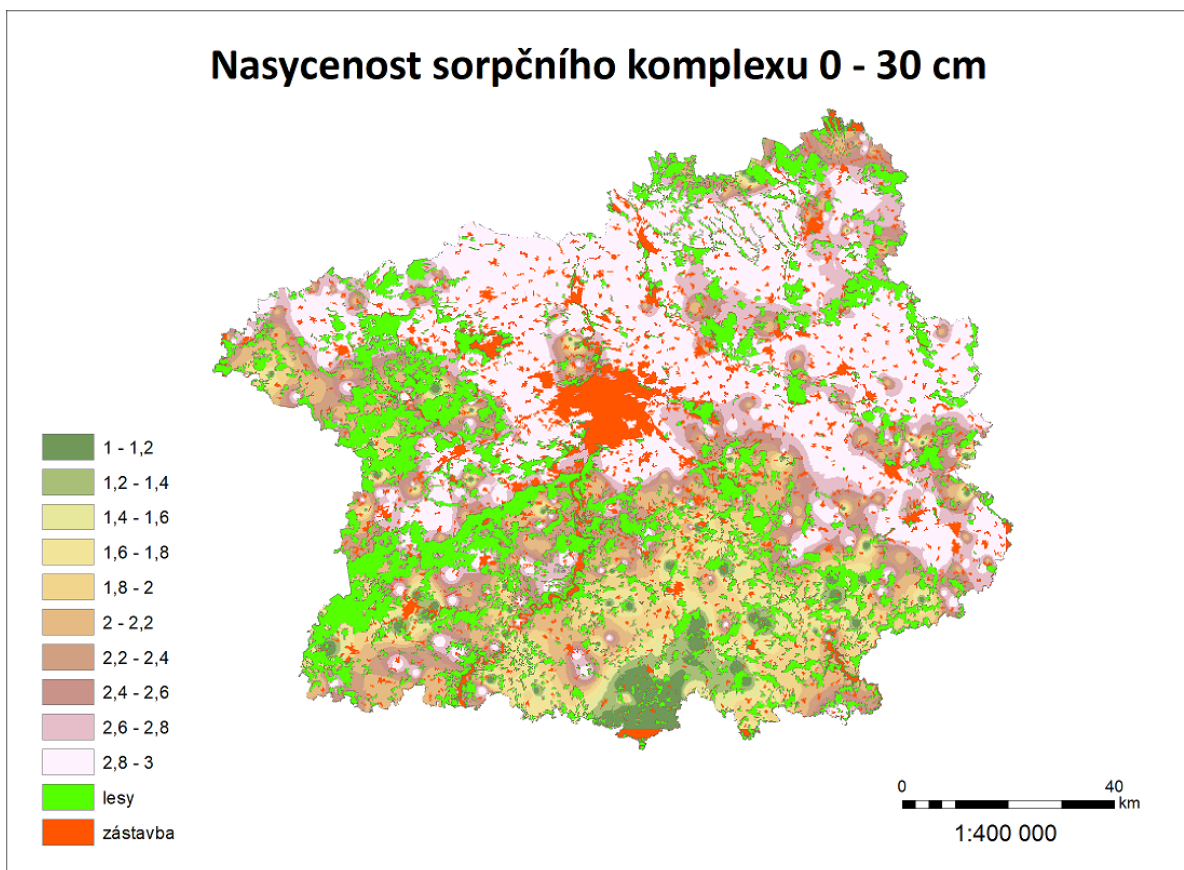 Nasycenost sorpčního komplexu 0 - 30 cm
1 - 1,2
1,2 - 1,4
1,4 - 1,6
1,6 - 1,8
1,8 - 2
2 - 2,2
2,2 - 2,4
2,4 - 2,6
2,6 - 2,8
2,8 - 3
lesy
zástavba
0 40
km
1:400 000